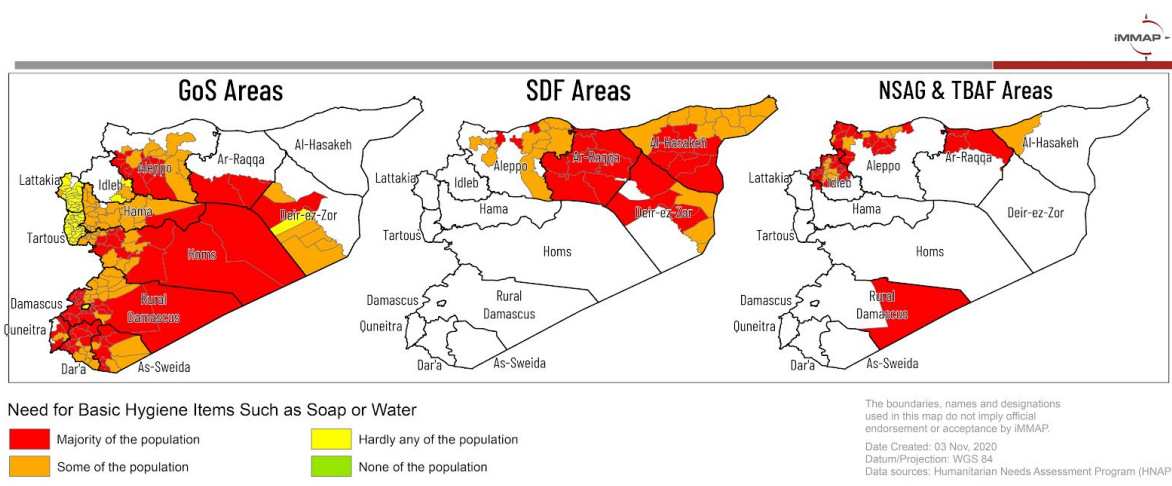 iMMAP
GoS Areas
SDF Areas
NSAG & TBAF Areas
Al-Hasakeh
Ar-Raqqa
Aleppo
Lattakia
Idleb
Hama
Deir-ez-Zor
Tartous
Homs
Damascus
Rural
Damascus
Quneitra
Dar'a
As-Sweida
Al-Hasakeh
Ar-Raqqa
Aleppo
Lattakia
Idleb
Hama
Deir-ez-Zor
Tartous
Homs
Damascus
Rural
Damascus
Quneitra
Dar'a
As-Sweida
Al-Hasakeh
Ar-Raqqa
Aleppo
Lattakia
Idleb
Hama
Deir-ez-Zor
Tartous
Homs
Damascus
Rural
Damascus
Quneitra
Dar'a
As-Sweida
Need for Basic Hygiene Items Such as Soap or Water
Majority of the population
Hardly any of the population
Some of the population
None of the population
The boundaries, names and designations
used in this map do not imply official
endorsement or acceptance by iMMAP.
Date Created: 03 Nov, 2020
Datum/Projection: WGS 84
Data sources: Humanitarian Needs Assessment Program (HNAP